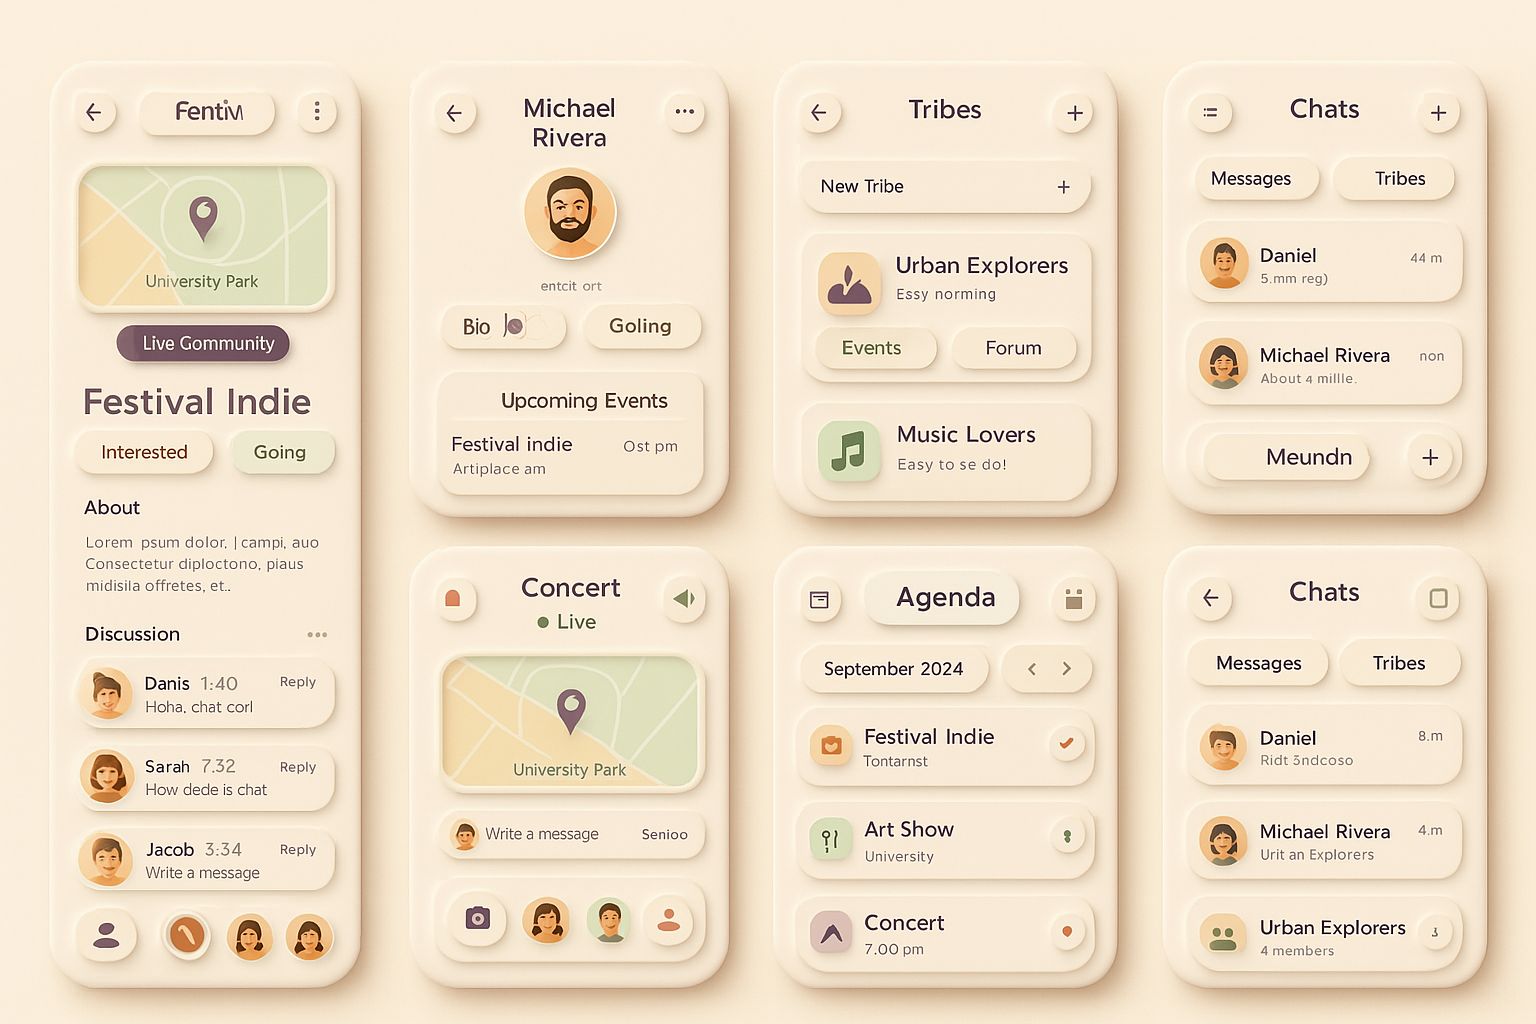 Fentiv
University Park
Live Gommunity
Festival Indie
Interested
Going
About
Lorem psum dolor, | campi, auo
Consectetur diploctono, piaus
midisila offretes, et..
Discussion
Danis 1:40 Reply
Hoha, chat corl
Sarah 7.32 Reply
How dede is chat
Jacob 3:34 Reply
Write a message
Michael
Rivera
entcit ort
Bio
Goling
Upcoming Events
Festival indie Ost pm
Artiplace am
Tribes
New Tribe
Urban Explorers
Essy norming
Events
Forum
Music Lovers
Easy to se do!
Chats
Messages
Tribes
Daniel 44 m
5.mm reg)
Michael Rivera non
About 4 millle.
Meundn
Concert
Live
University Park
Write a message Senioo
Agenda
September 2024
Festival Indie
Tontarnst
Art Show
University
Concert
7.00 pm
Chats
Messages
Tribes
Daniel 8.m
Ridt 3ndcoso
Michael Rivera 4.m
Urit an Explorers
Urban Explorers
4 members